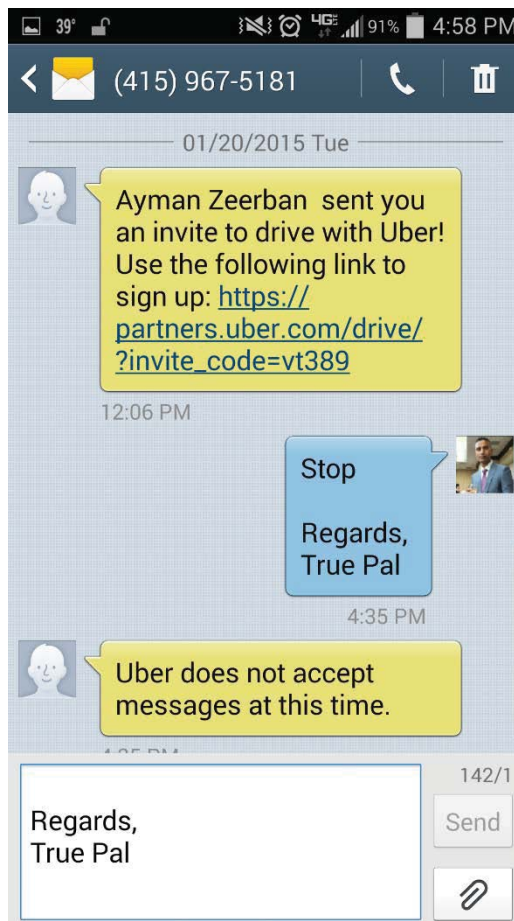 39° 4GE 91% 4:58 PM
(415) 967-5181
01/20/2015 Tue
Ayman Zeerban sent you
an invite to drive with Uber!
Use the following link to
sign up: https://
partners.uber.com/drive/
?invite_code=vt389
12:06 PM
Stop
Regards,
True Pal
4:35 PM
Uber does not accept
messages at this time.
142/1
Regards,
True Pal
Send